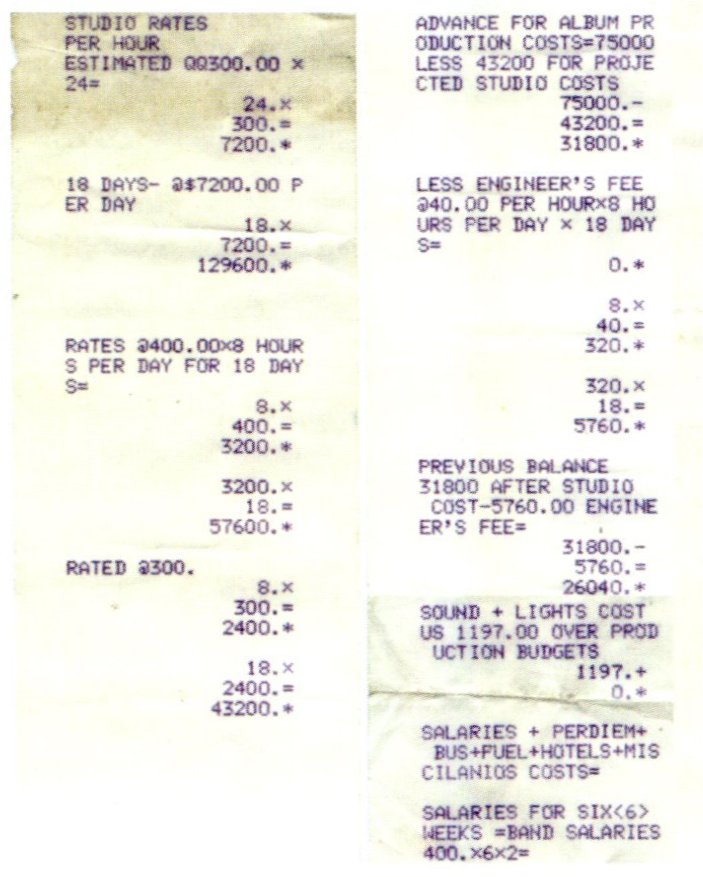 STUDIO RATES
PER HOUR
ESTIMATED @@300.00 ×
24=
24.×
300.=
7200.*
18 DAYS- @$7200.00 P
ER DAY
18.×
7200.=
129600.*
RATES @400.00×8 HOUR
S PER DAY FOR 18 DAY
S=
8.×
400.=
3200.*
3200.×
18.=
57600.*
RATED @300.
8.×
300.=
2400.*
18.×
2400.=
43200.*
ADVANCE FOR ALBUM PR
ODUCTION COSTS=75000
LESS 43200 FOR PROJE
CTED STUDIO COSTS
75000.-
43200.=
31800.*
LESS ENGINEER'S FEE
@40.00 PER HOUR×8 HO
URS PER DAY × 18 DAY
S=
0.*
8.×
40.=
320.*
320.×
18.=
5760.*
PREVIOUS BALANCE
31800 AFTER STUDIO
COST-5760.00 ENGINE
ER'S FEE=
31800.-
5760.=
26040.*
SOUND + LIGHTS COST
US 1197.00 OVER PROD
UCTION BUDGETS
1197.+
0.*
SALARIES + PERDIEM+
BUS+FUEL+HOTELS+MIS
CILANIOS COSTS=
SALARIES FOR SIX<6>
WEEKS =BAND SALARIES
400.×6×2=